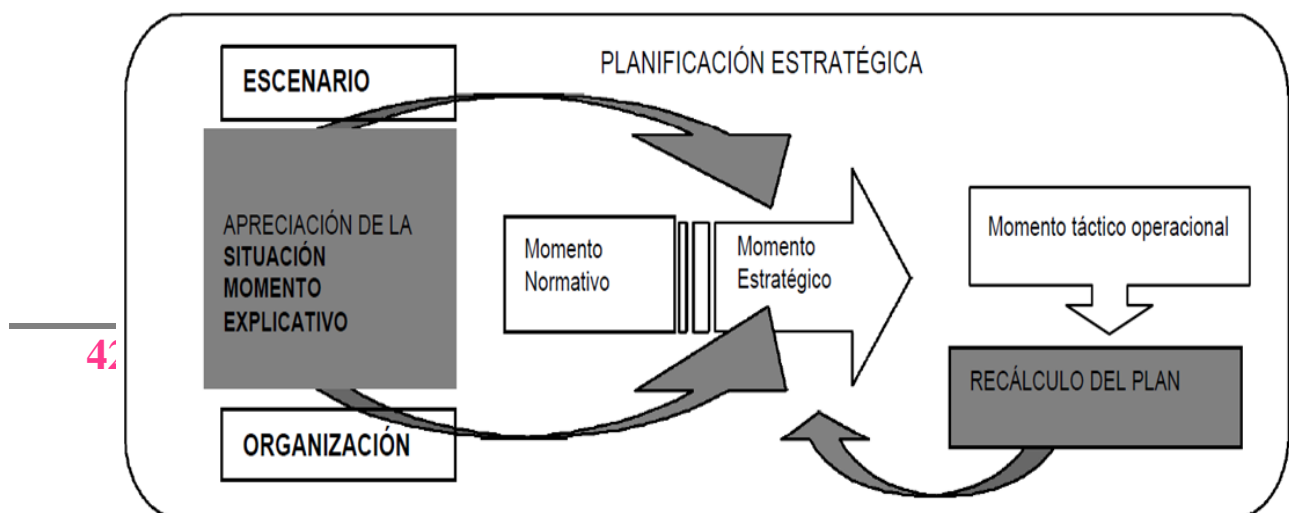 PLANIFICACIÓN ESTRATÉGICA
ESCENARIO
APRECIACIÓN DE LA
SITUACIÓN
MOMENTO
EXPLICATIVO
ORGANIZACIÓN
Momento
Normativo
Momento
Estratégico
Momento táctico operacional
RECÁLCULO DEL PLAN